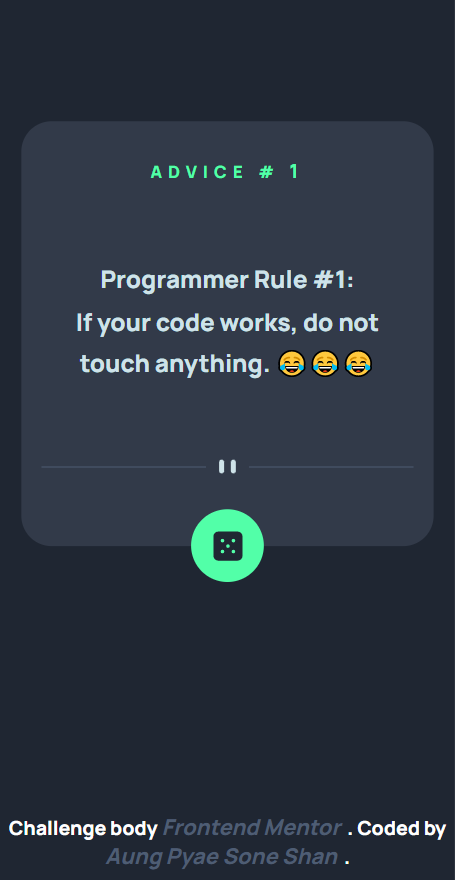 ADVICE # 1
Programmer Rule #1:
If your code works, do not
touch anything. 😂😂😂
Challenge body Frontend Mentor . Coded by
Aung Pyae Sone Shan .